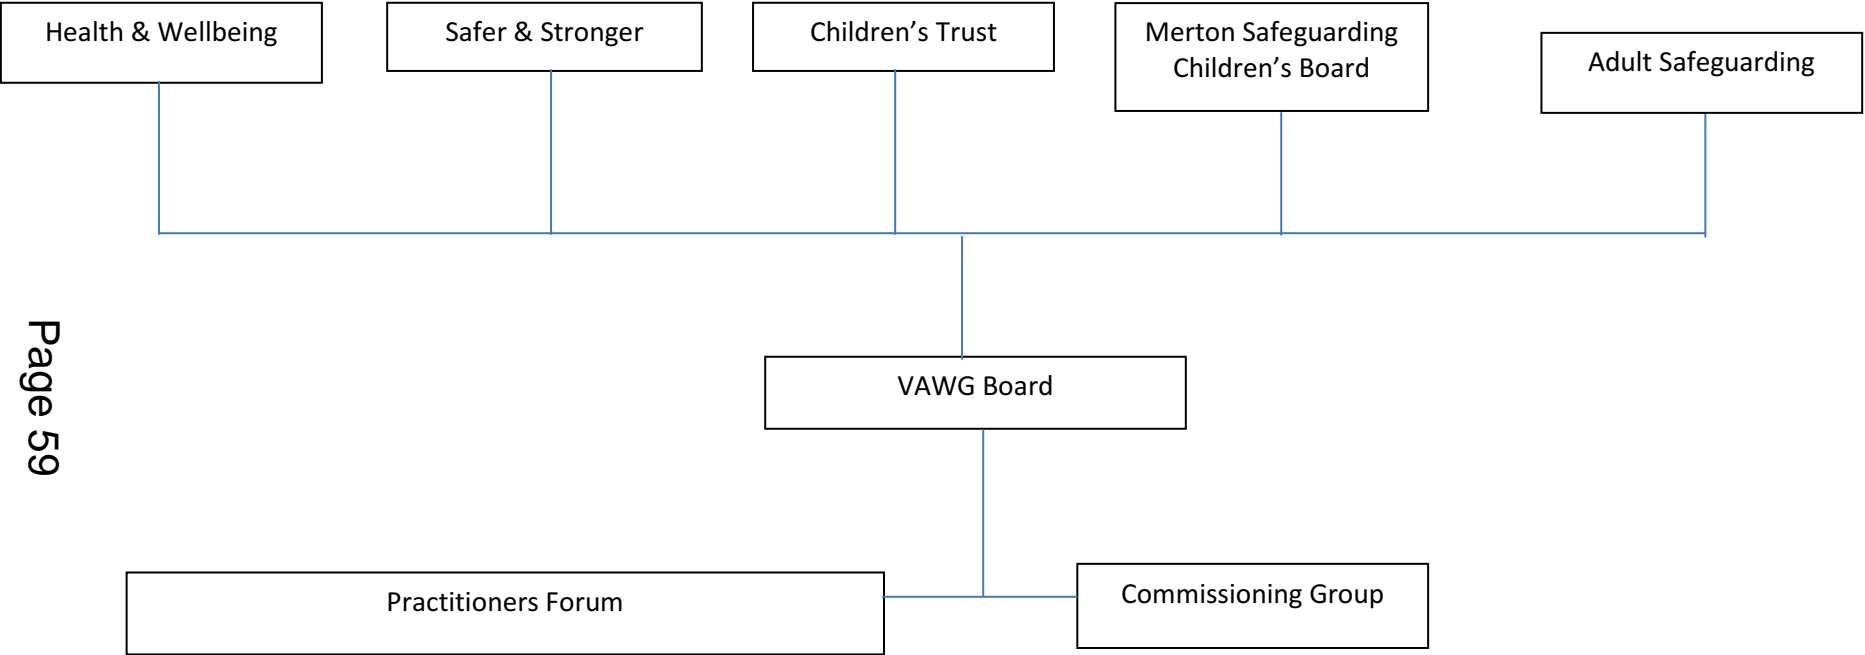 Health & Wellbeing
Safer & Stronger
Children’s Trust
Merton Safeguarding
Children’s Board
Adult Safeguarding
VAWG Board
Practitioners Forum
Commissioning Group
Page 59